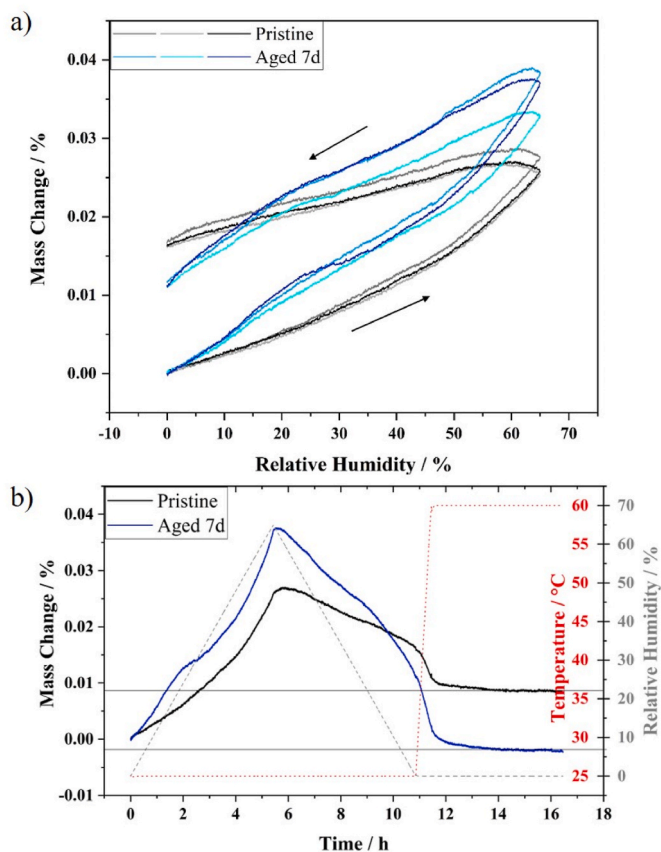 a)
Pristine
Aged 7d
0.04
0.03
0.02
0.01
0.00
Mass Change / %
-10 0 10 20 30 40 50 60 70
Relative Humidity / %
b)
Pristine
Aged 7d
0.04
0.03
0.02
0.01
0.00
-0.01
Mass Change / %
60
55
50
45
40
36
30
28
25
Temperature / °C
70
60
50
40
30
20
10
0
Relative Humidity / %
0 2 4 6 8 10 12 14 16 18
Time / h